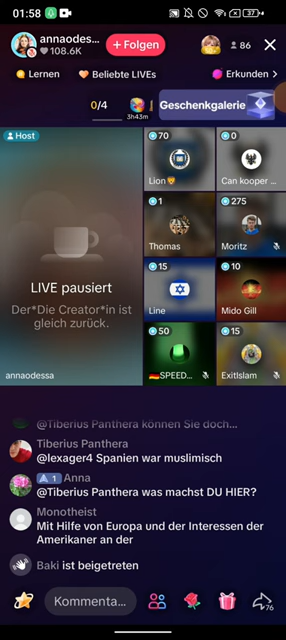 01:58
37
annaodes...
108.6K
+ Folgen
86
Lernen
Beliebte LIVEs
Erkunden >
0/4
3h43m
Geschenkgalerie
Host
LIVE pausiert
Der*Die Creator*in ist
gleich zurück.
annaodessa
70
Lion🦁
0
Can kooper ...
1
Thomas
275
Moritz
15
Line
10
Mido Gill
50
🇩🇪SPEED...
15
ExitIslam
@Tiberius Panthera können Sie doch...
Tiberius Panthera
@lexager4 Spanien war muslimisch
1 Anna
@Tiberius Panthera was machst DU HIER?
Monotheist
Mit Hilfe von Europa und der Interessen der
Amerikaner an der
Baki ist beigetreten
Kommenta...
76